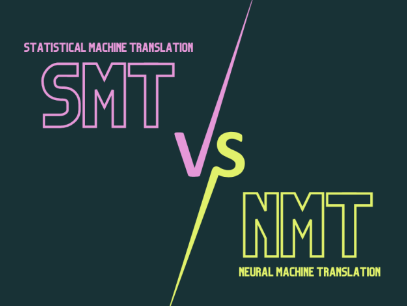 STATISTICAL MACHINE TRANSLATION
SMT
VS
NMT
NEURAL MACHINE TRANSLATION